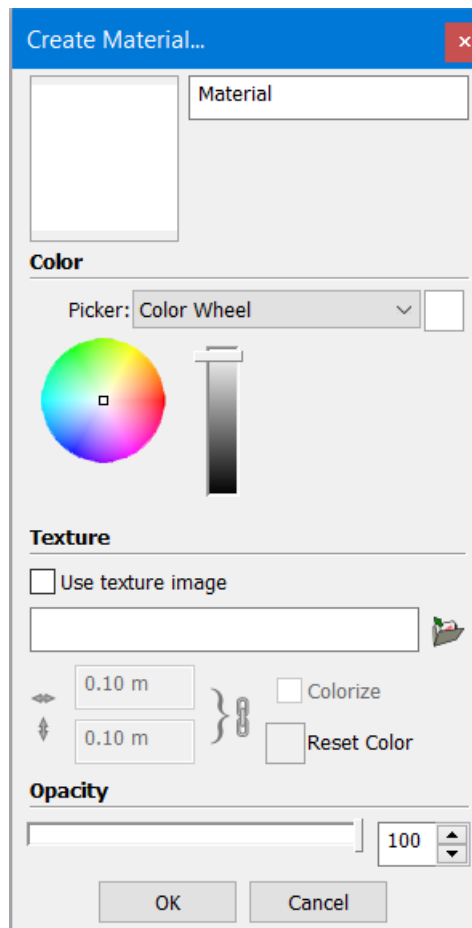 Create Material...
Material
Color
Picker: Color Wheel
Texture
Use texture image
0.10 m
Colorize
0.10 m
Reset Color
Opacity
100
OK Cancel